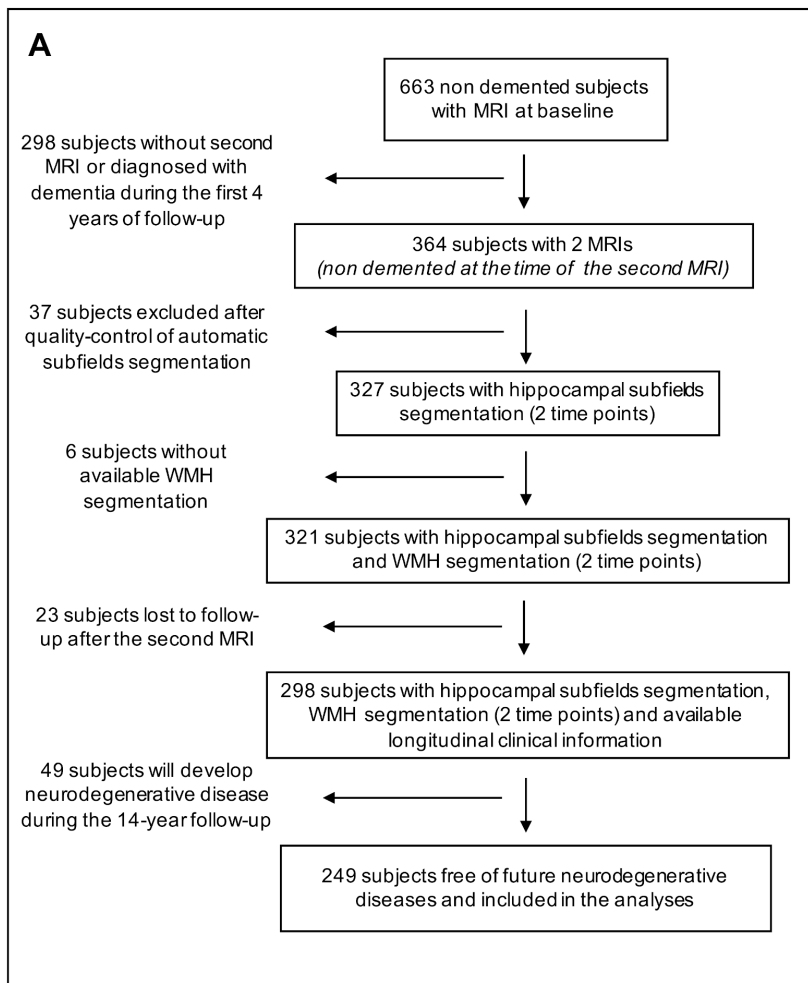 A
663 non demented subjects
with MRI at baseline
298 subjects without second
MRI or diagnosed with
dementia during the first 4
years of follow-up
364 subjects with 2 MRIs
(non demented at the time of the second MRI)
37 subjects excluded after
quality-control of automatic
subfields segmentation
327 subjects with hippocampal subfields
segmentation (2 time points)
6 subjects without
available WMH
segmentation
321 subjects with hippocampal subfields segmentation
and WMH segmentation (2 time points)
23 subjects lost to follow-
up after the second MRI
298 subjects with hippocampal subfields segmentation,
WMH segmentation (2 time points) and available
longitudinal clinical information
49 subjects will develop
neurodegenerative disease
during the 14-year follow-up
249 subjects free of future neurodegenerative
diseases and included in the analyses